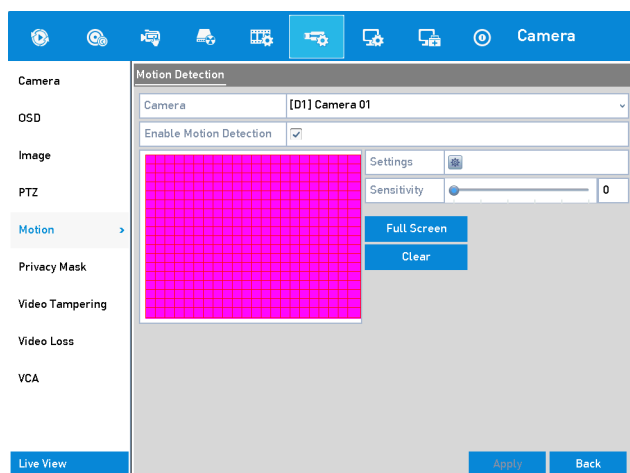 Camera
Camera
OSD
Image
PTZ
Motion >
Privacy Mask
Video Tampering
Video Loss
VCA
Live View
Motion Detection
Camera [D1] Camera 01
Enable Motion Detection
Settings
Sensitivity 0
Full Screen
Clear
Apply Back